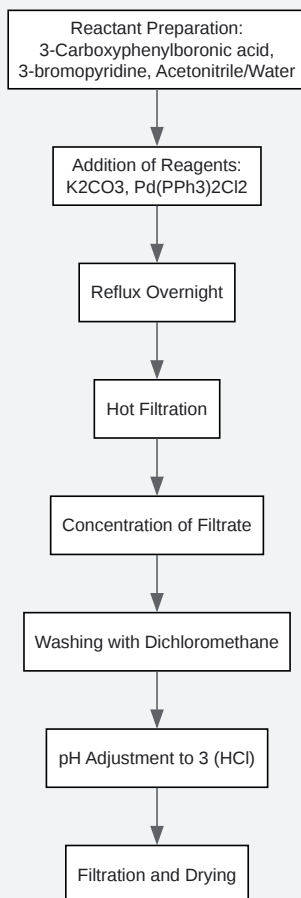 Reactant Preparation:
3-Carboxyphenylboronic acid,
3-bromopyridine, Acetonitrile/Water
Addition of Reagents:
K2CO3, Pd(PPh3)2Cl2
Reflux Overnight
Hot Filtration
Concentration of Filtrate
Washing with Dichloromethane
pH Adjustment to 3 (HCl)
Filtration and Drying